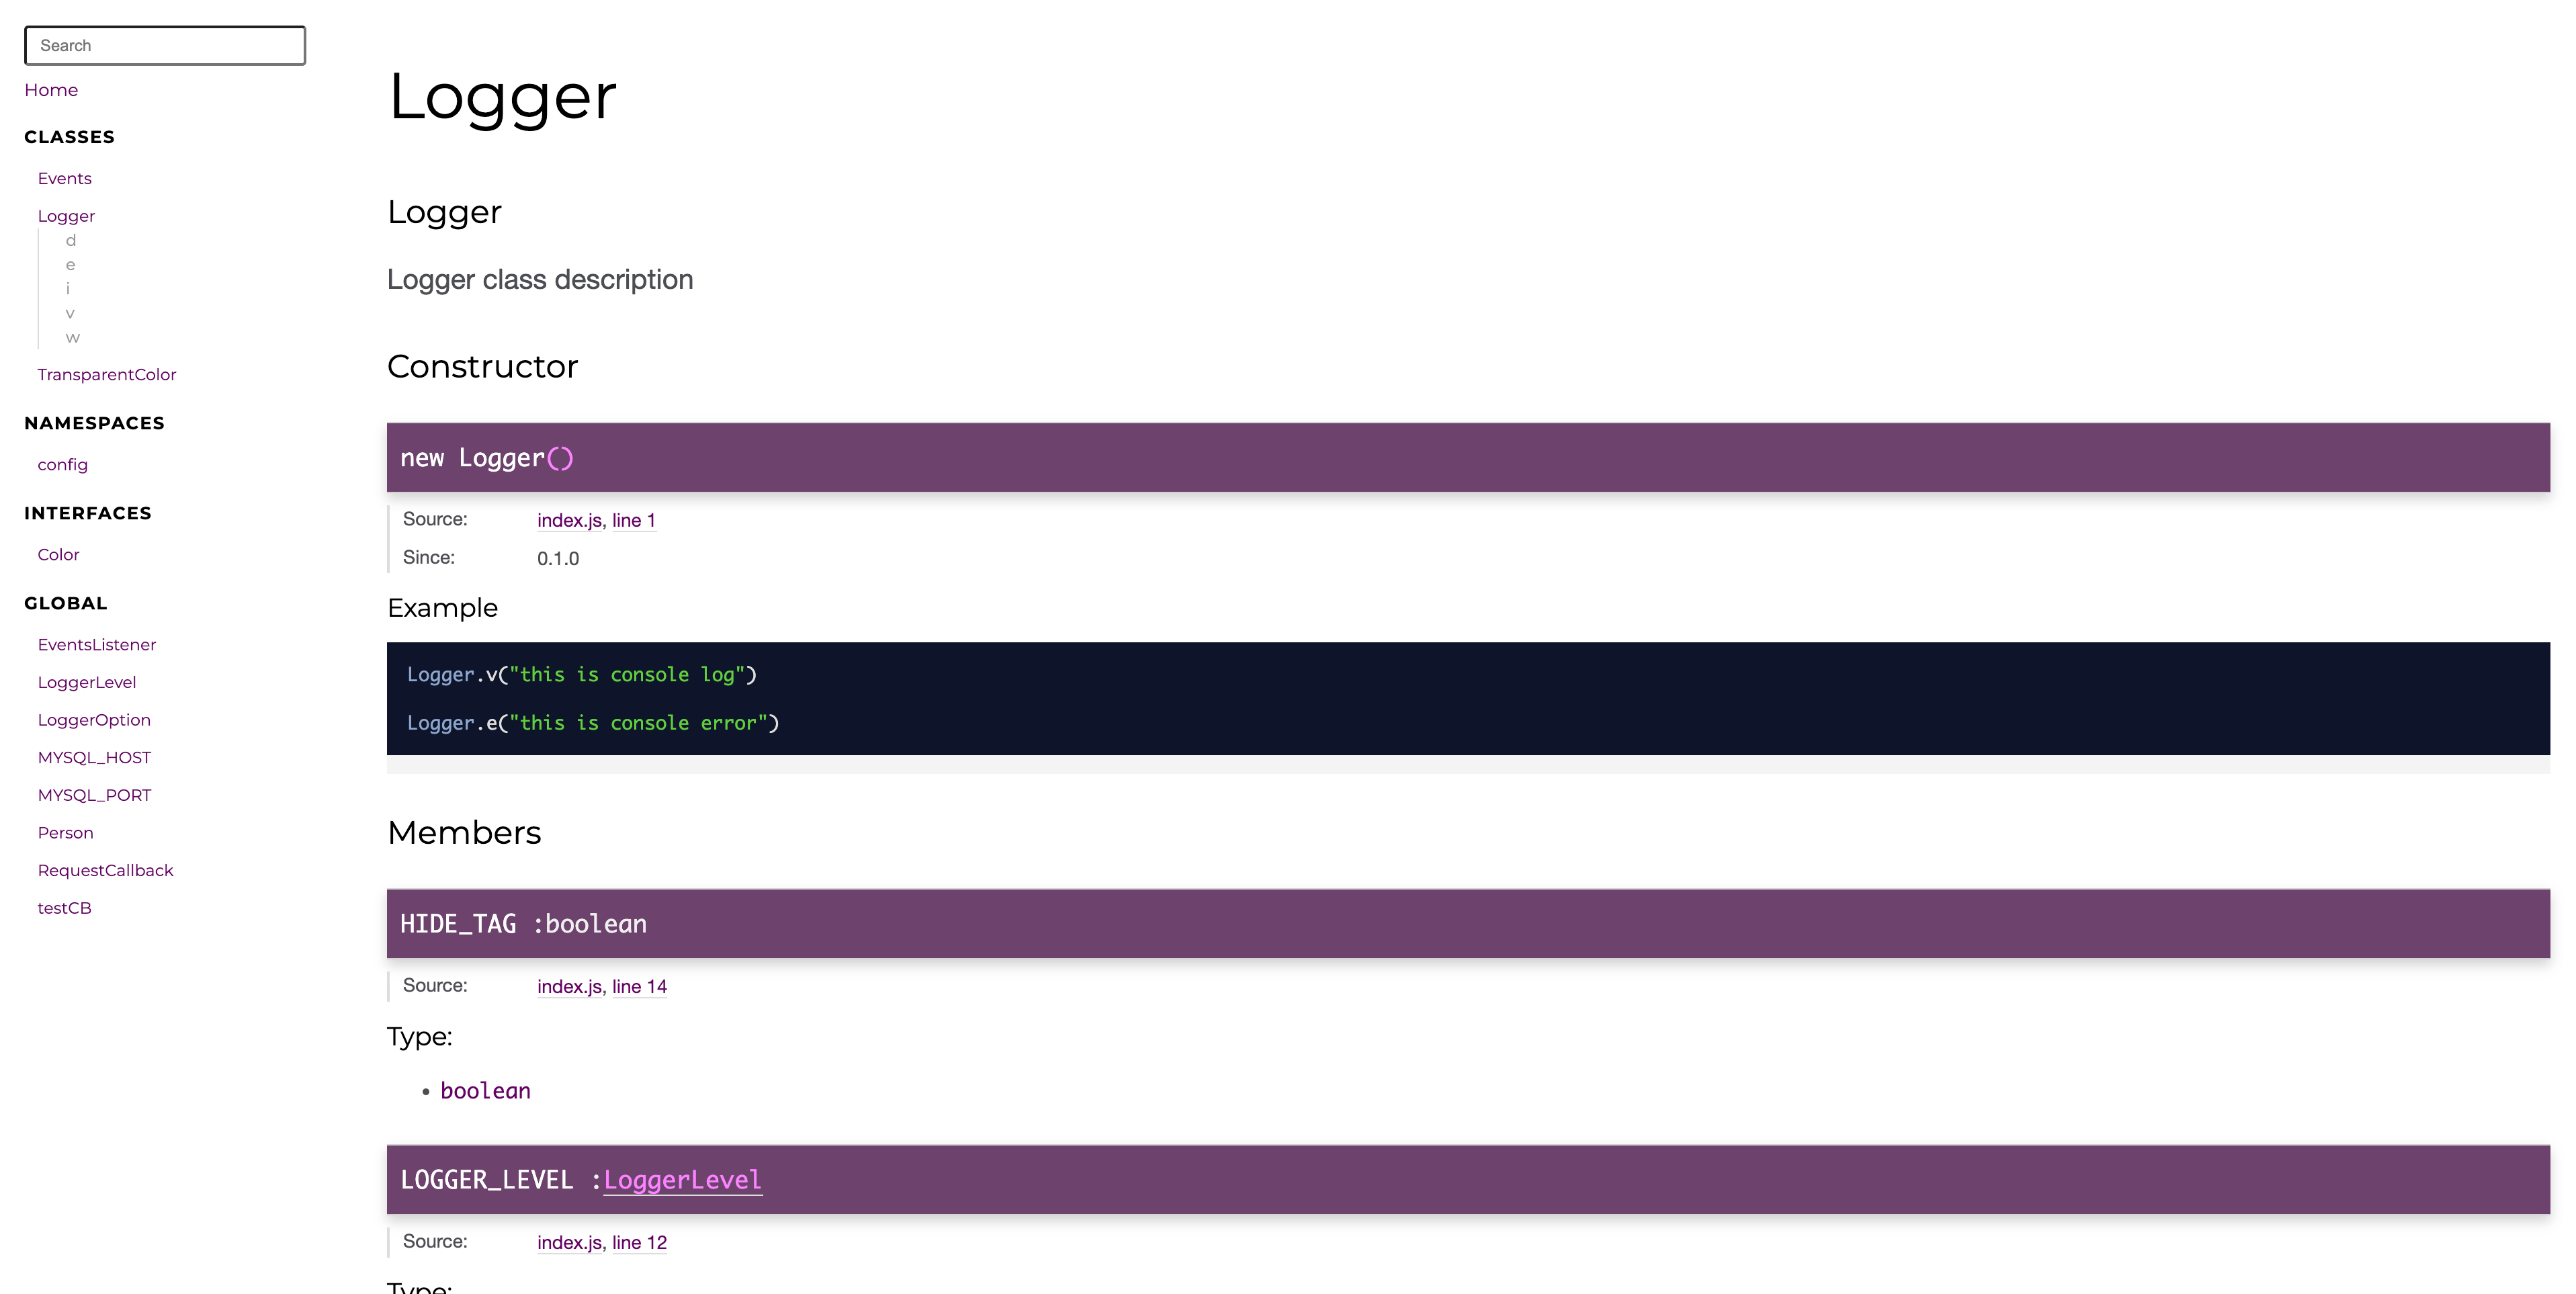 Search
Home
CLASSES
Events
Logger
d
e
i
v
w
TransparentColor
NAMESPACES
config
INTERFACES
Color
GLOBAL
EventsListener
LoggerLevel
LoggerOption
MYSQL_HOST
MYSQL_PORT
Person
RequestCallback
testCB
Logger
Logger
Logger class description
Constructor
new Logger()
Source: index.js, line 1
Since: 0.1.0
Example
Logger.v("this is console log")
Logger.e("this is console error")
Members
HIDE_TAG :boolean
Source: index.js, line 14
Type:
• boolean
LOGGER_LEVEL :LoggerLevel
Source: index.js, line 12
Type: